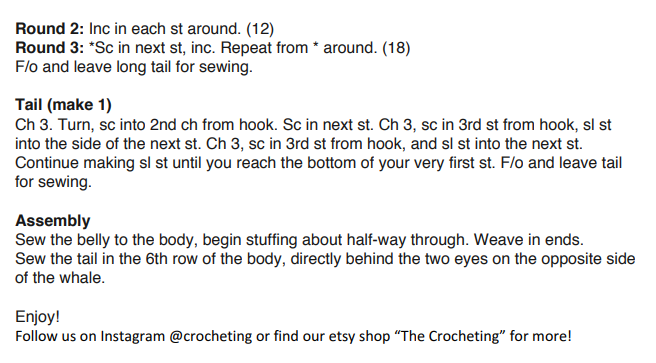 Round 2: Inc in each st around. (12)
Round 3: *Sc in next st, inc. Repeat from * around. (18)
F/o and leave long tail for sewing.
Tail (make 1)
Ch 3. Turn, sc into 2nd ch from hook. Sc in next st. Ch 3, sc in 3rd st from hook, sl st
into the side of the next st. Ch 3, sc in 3rd st from hook, and sl st into the next st.
Continue making sl st until you reach the bottom of your very first st. F/o and leave tail
for sewing.
Assembly
Sew the belly to the body, begin stuffing about half-way through. Weave in ends.
Sew the tail in the 6th row of the body, directly behind the two eyes on the opposite side
of the whale.
Enjoy!
Follow us on Instagram @crocheting or find our etsy shop “The Crocheting” for more!